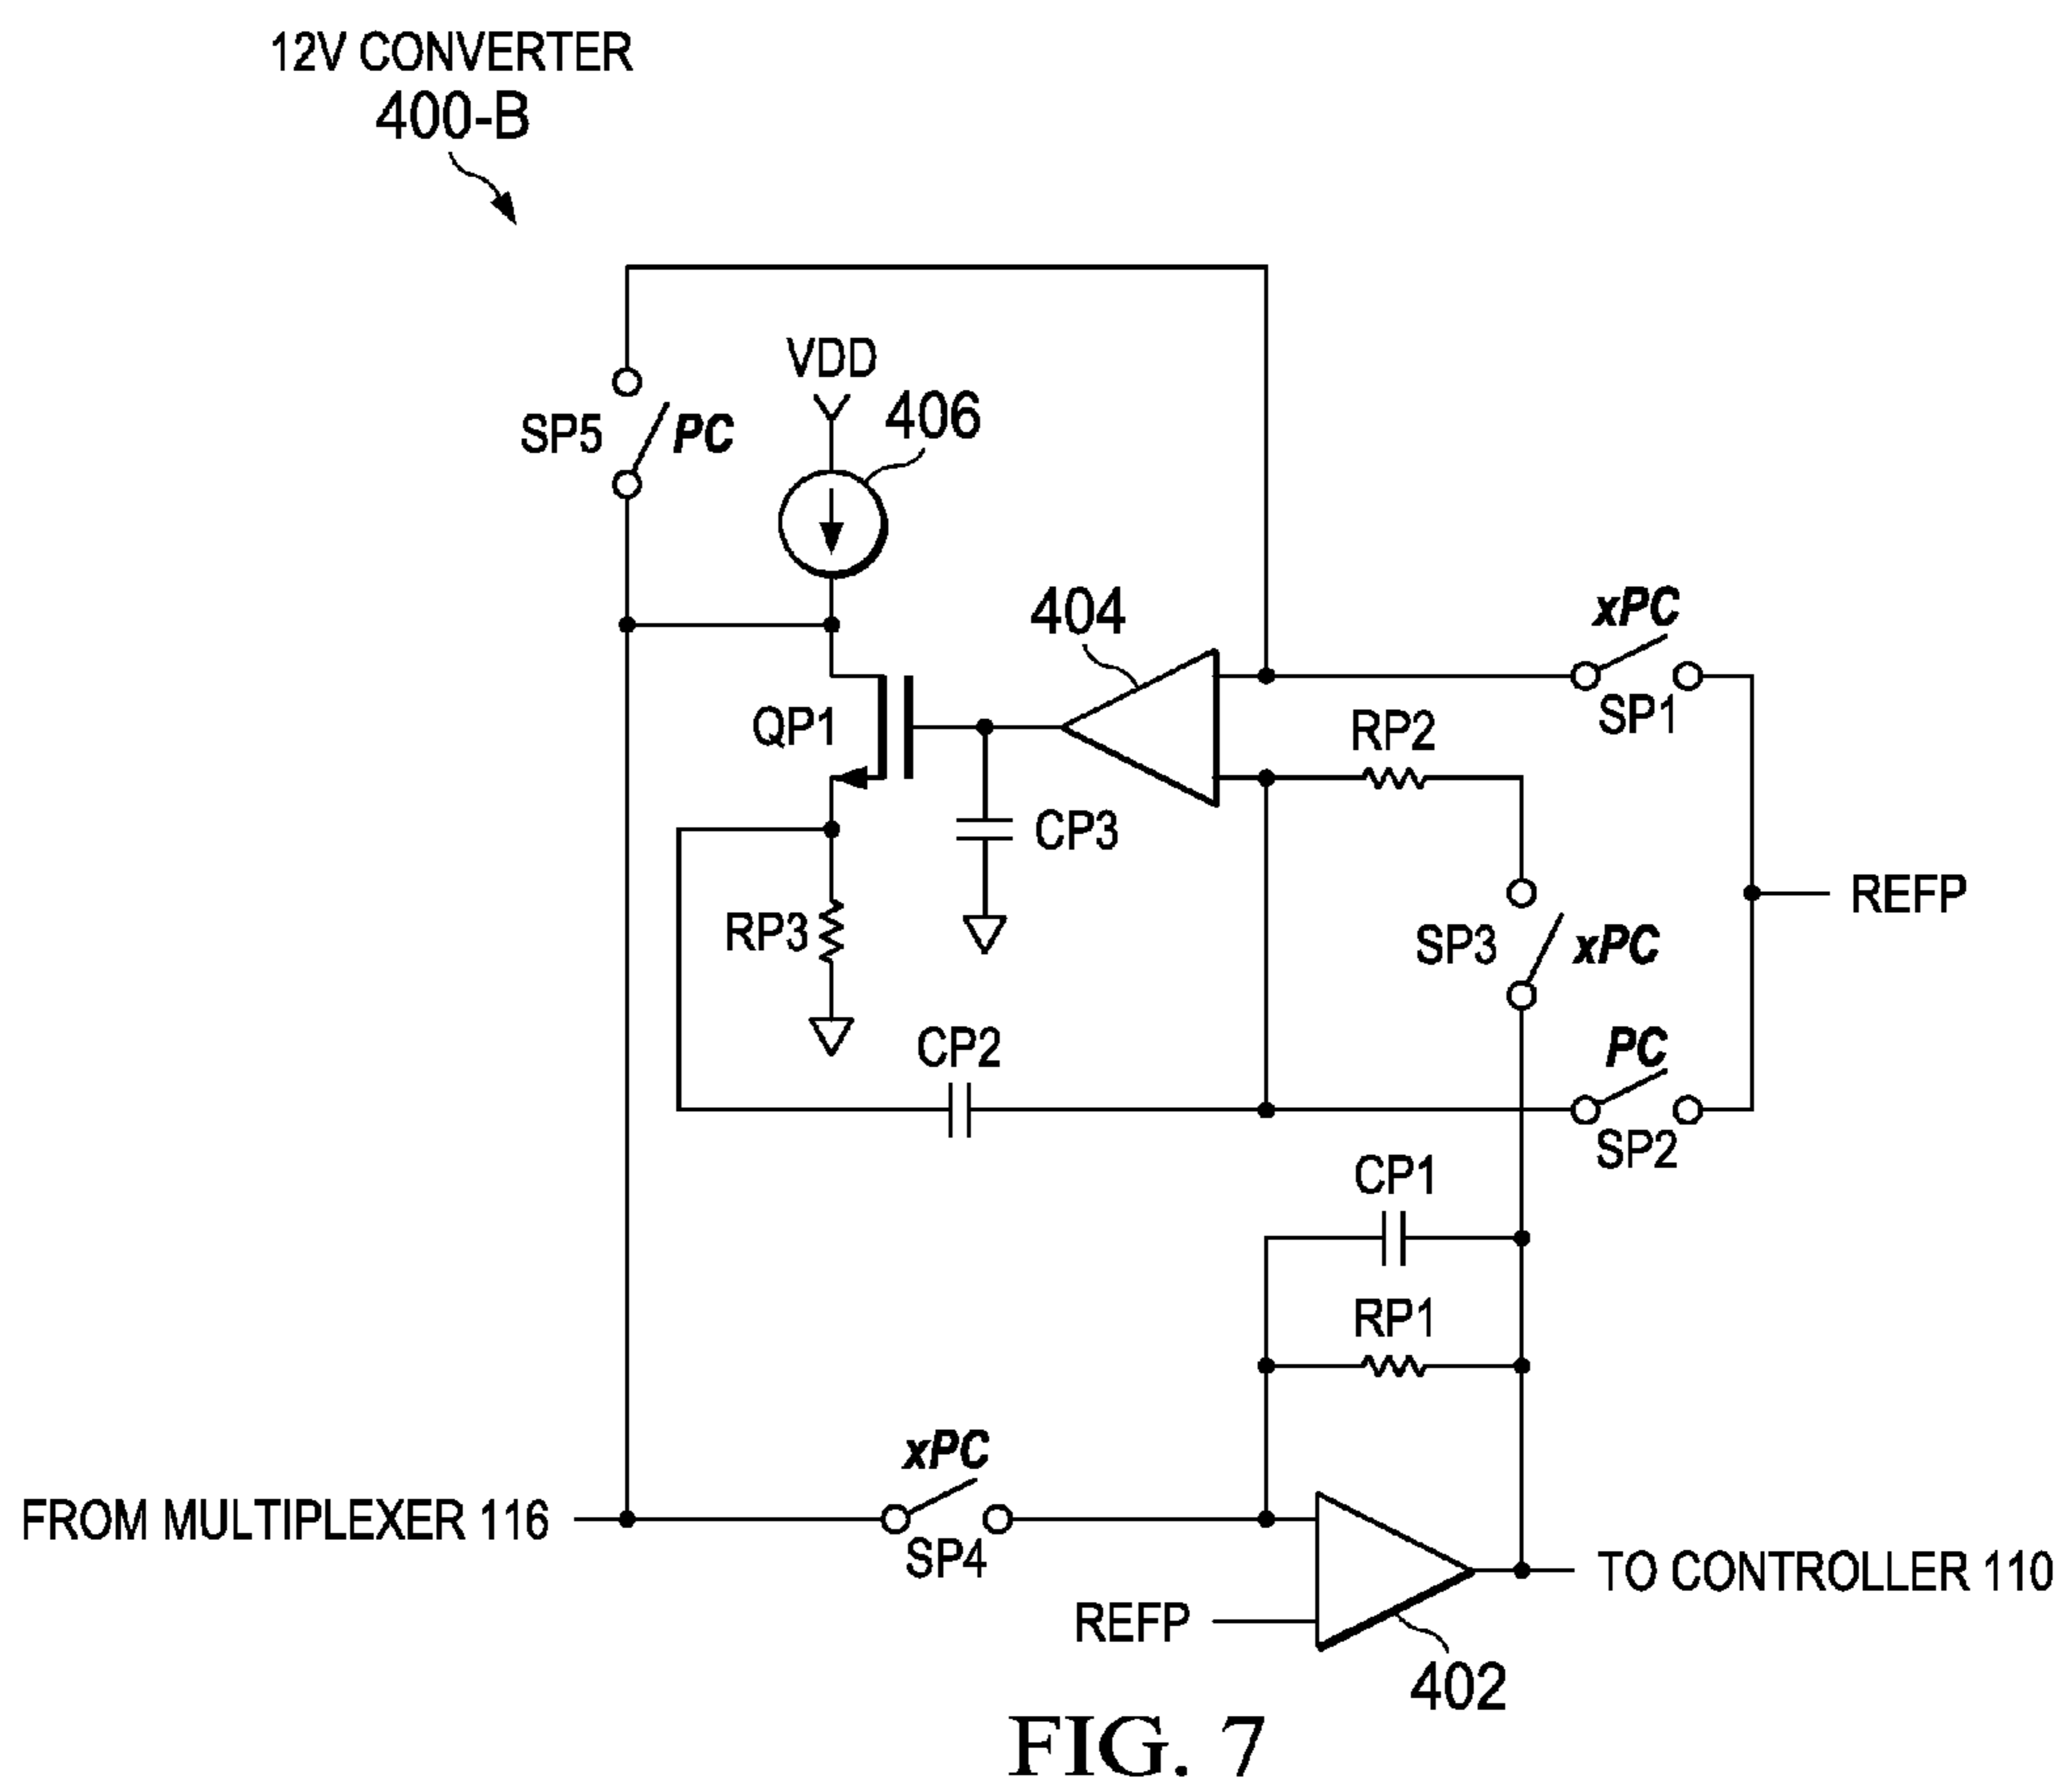 12V CONVERTER
400-B
VDD
406
SP5
PC
404
xPC
SP1
QP1
RP2
CP3
REFP
RP3
SP3
xPC
CP2
PC
SP2
CP1
RP1
xPC
FROM MULTIPLEXER 116
SP4
TO CONTROLLER 110
REFP
402
FIG. 7